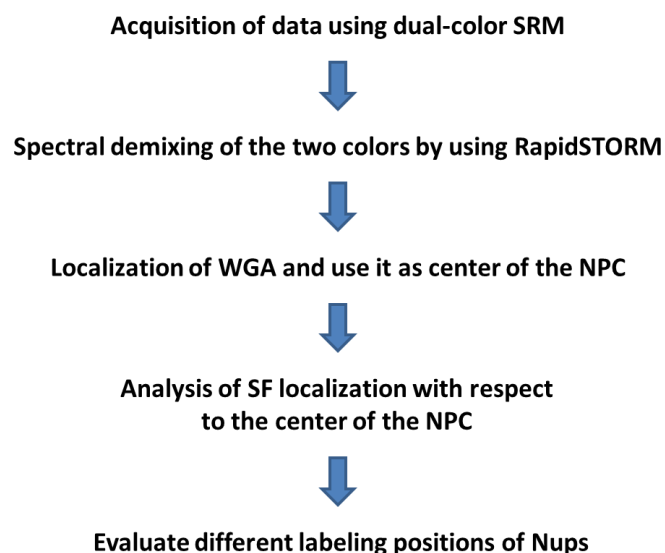 Acquisition of data using dual-color SRM
Spectral demixing of the two colors by using RapidSTORM
Localization of WGA and use it as center of the NPC
Analysis of SF localization with respect
to the center of the NPC
Evaluate different labeling positions of Nups